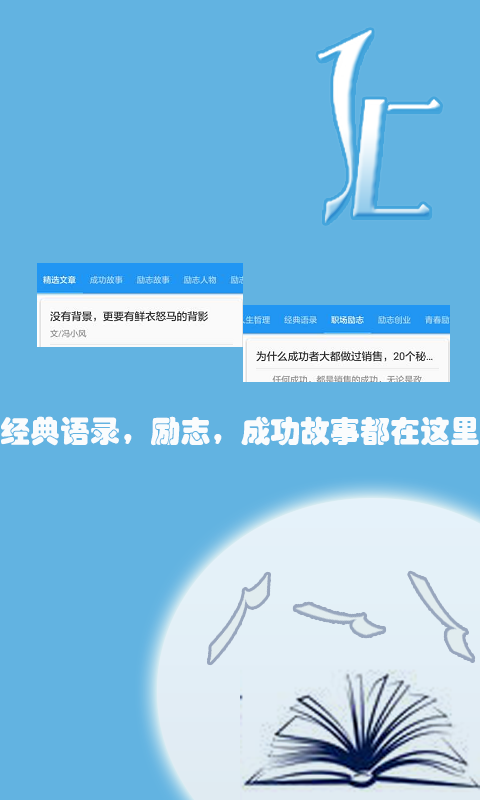 汇
精选文章 成功故事 励志故事 励志人物 励志
没有背景，更要有鲜衣怒马的背影
文/冯小风
人生哲理 经典语录 职场励志 励志创业 青春励
为什么成功者大都做过销售，20个秘...
任何成功，都是销售的成功，无论是政
经典语录，励志，成功故事都在这里